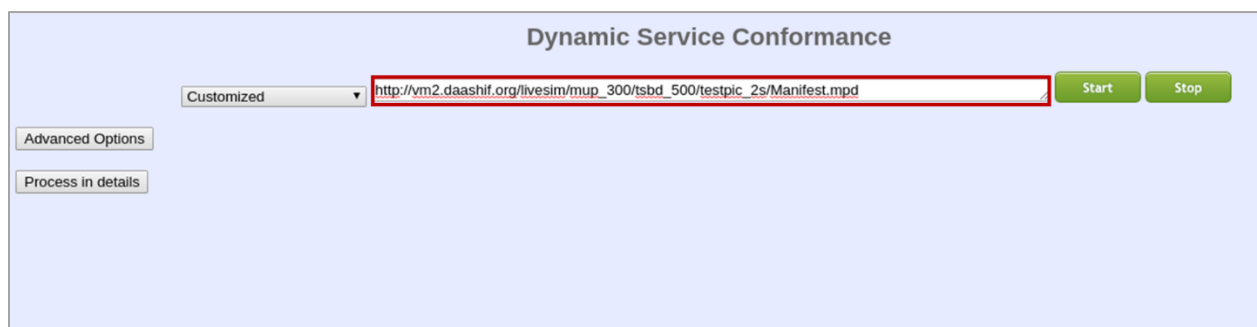 Dynamic Service Conformance
Customized http://vm2.daashif.org/livesim/mup_300/tsbd_500/testpic_2s/Manifest.mpd Start Stop
Advanced Options
Process in details